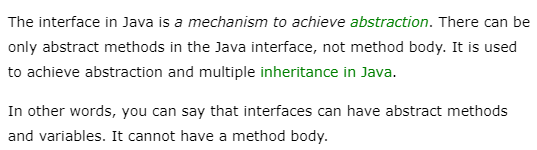 The interface in Java is a mechanism to achieve abstraction. There can be
only abstract methods in the Java interface, not method body. It is used
to achieve abstraction and multiple inheritance in Java.
In other words, you can say that interfaces can have abstract methods
and variables. It cannot have a method body.